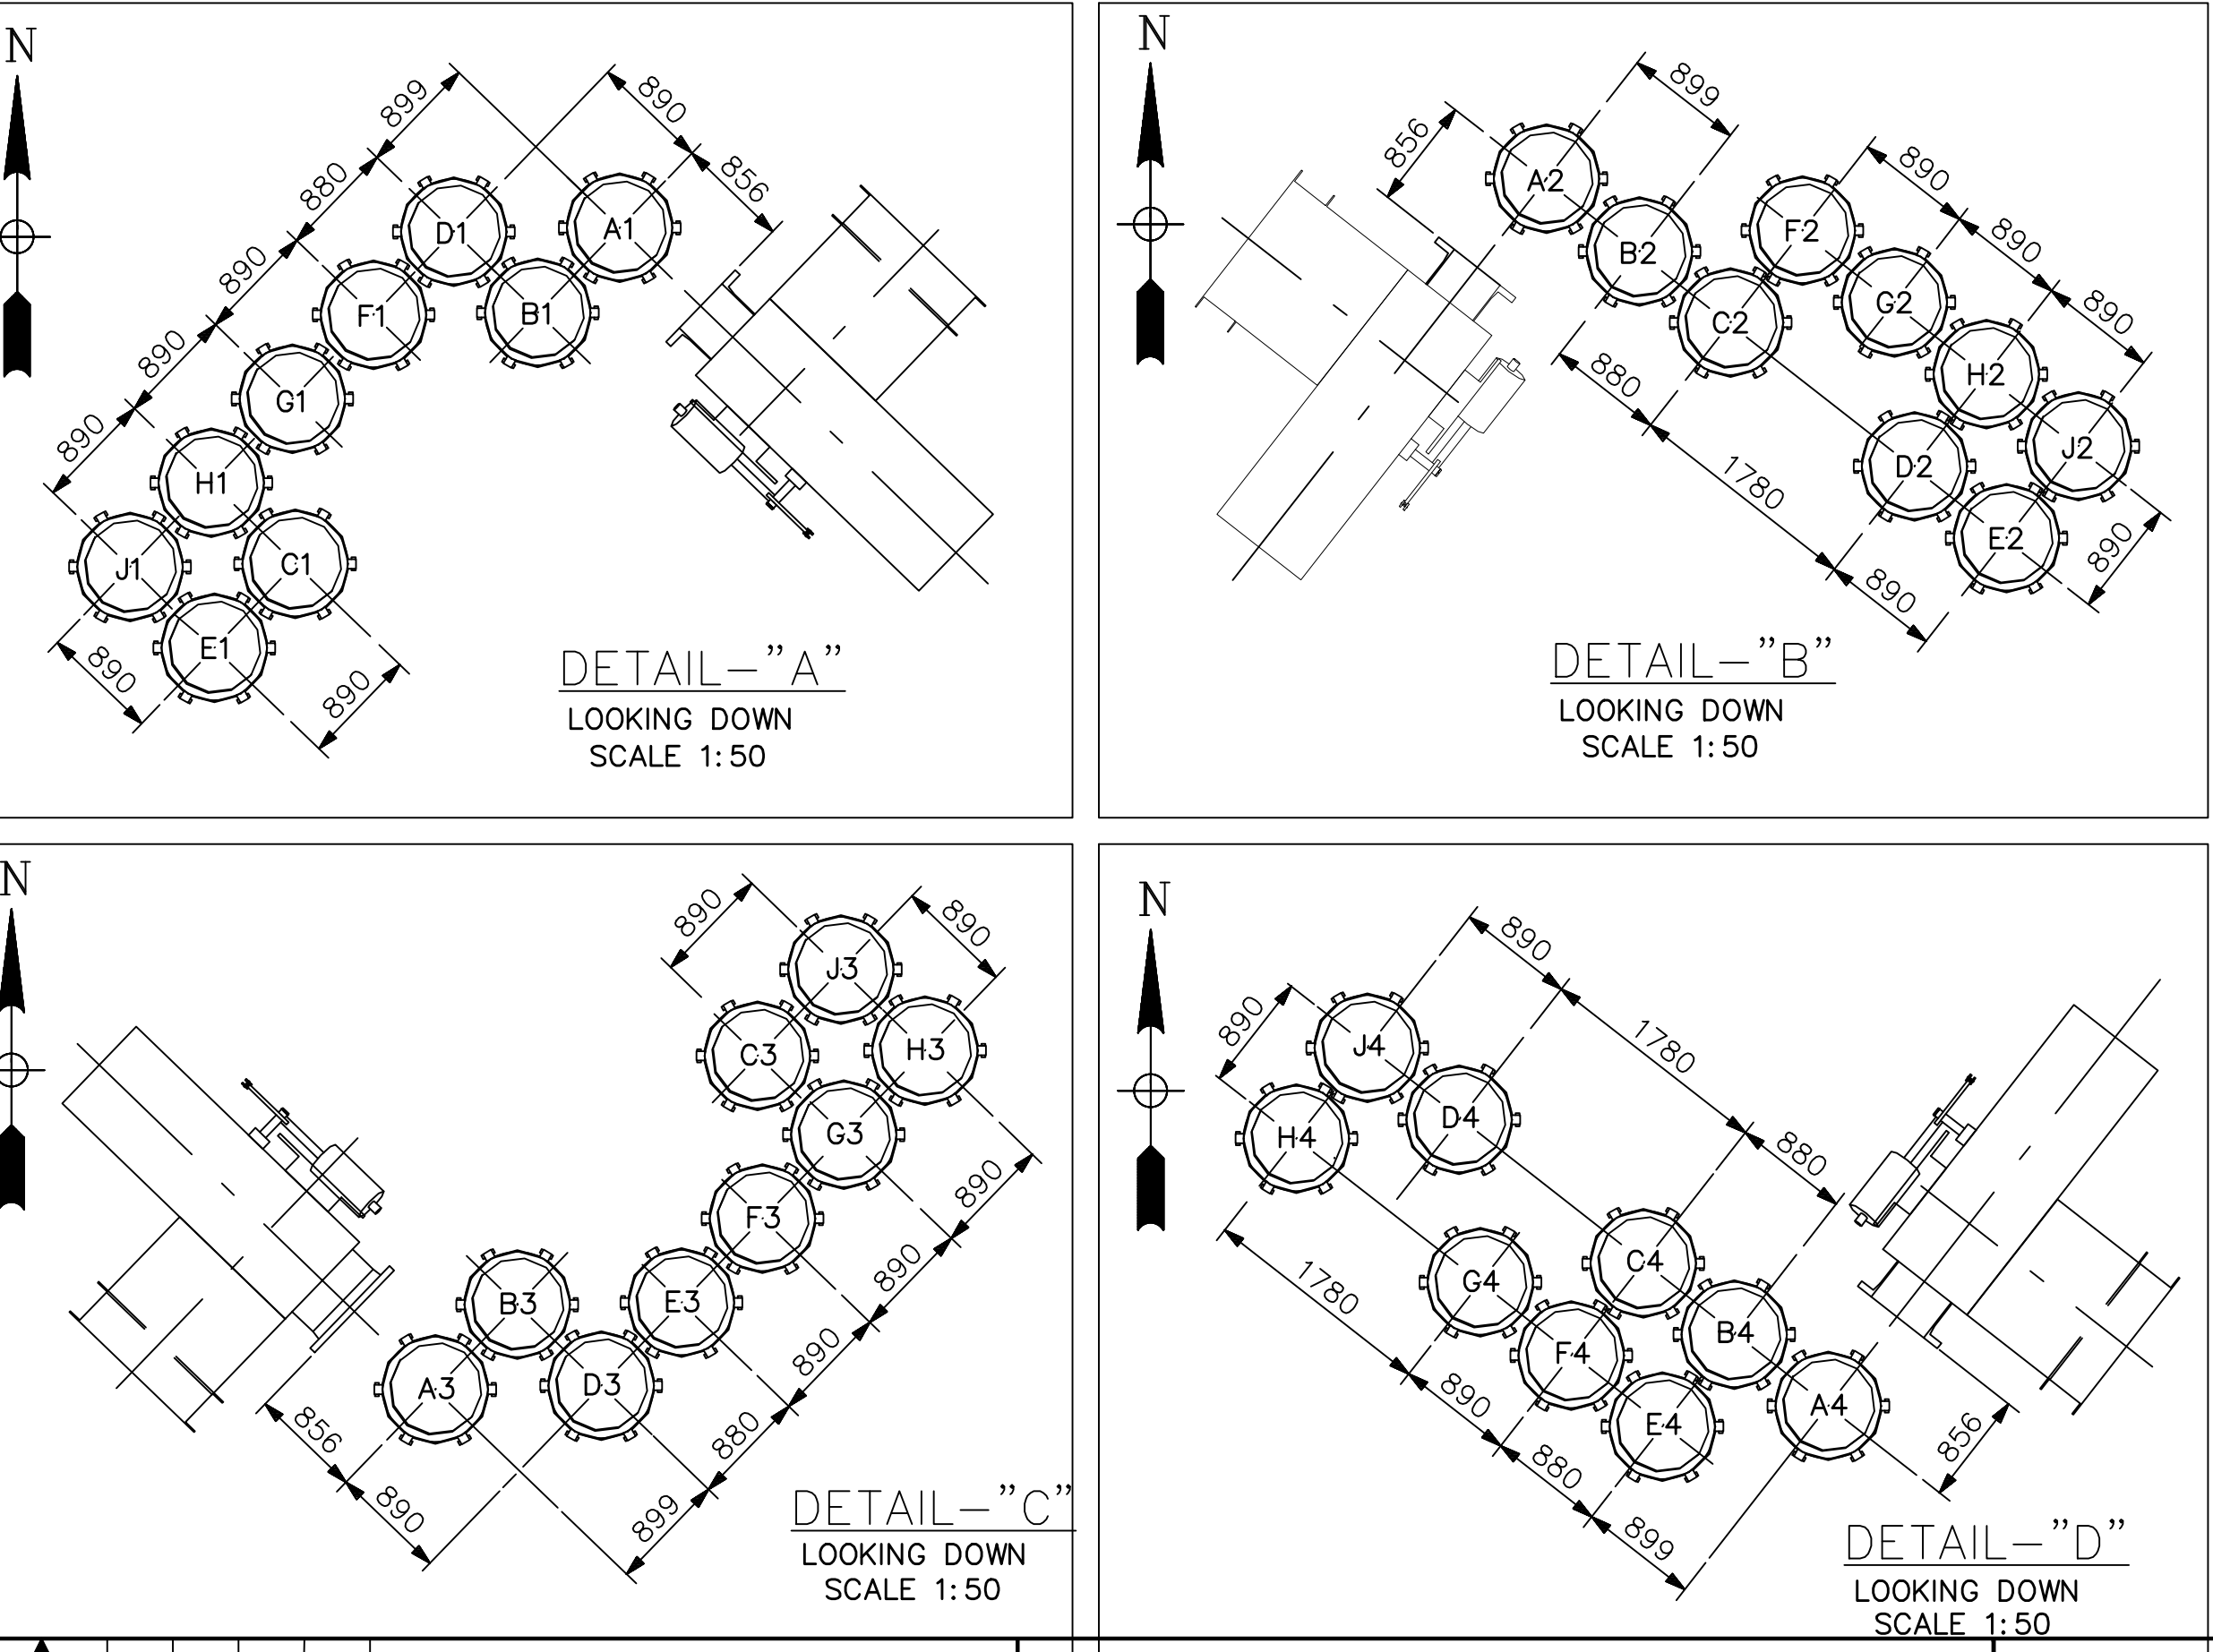 N
899
890
880
856
890
890
890
D1
A1
F1
B1
G1
H1
J1
C1
E1
890
890
DETAIL-"A"
LOOKING DOWN
SCALE 1:50
N
899
856
890
890
890
A2
B2
F2
C2
G2
H2
J2
D2
E2
880
1780
890
890
DETAIL-"B"
LOOKING DOWN
SCALE 1:50
N
890
890
J3
C3
H3
G3
F3
B3
E3
A3
D3
890
890
890
880
899
856
890
DETAIL-"C"
LOOKING DOWN
SCALE 1:50
N
890
1780
880
890
J4
D4
H4
C4
G4
B4
F4
A4
E4
1780
890
880
899
856
DETAIL-"D"
LOOKING DOWN
SCALE 1:50